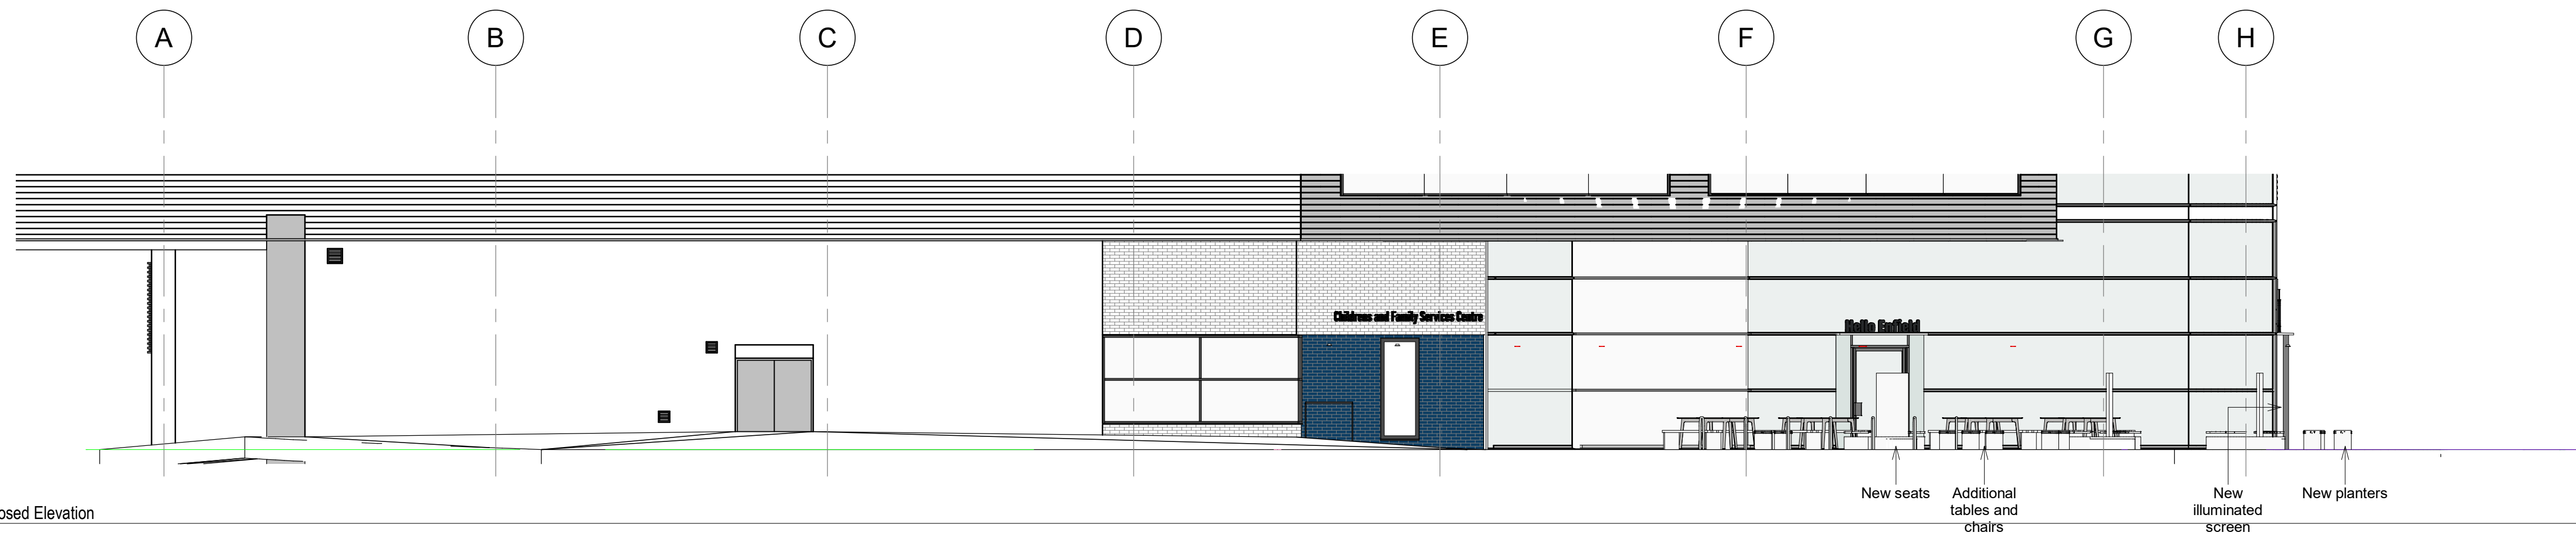 A B C D E F G H
Childrens and Family Services Centre
Hello Enfield
New seats
Additional
tables and
chairs
New
illuminated
screen
New planters
osed Elevation